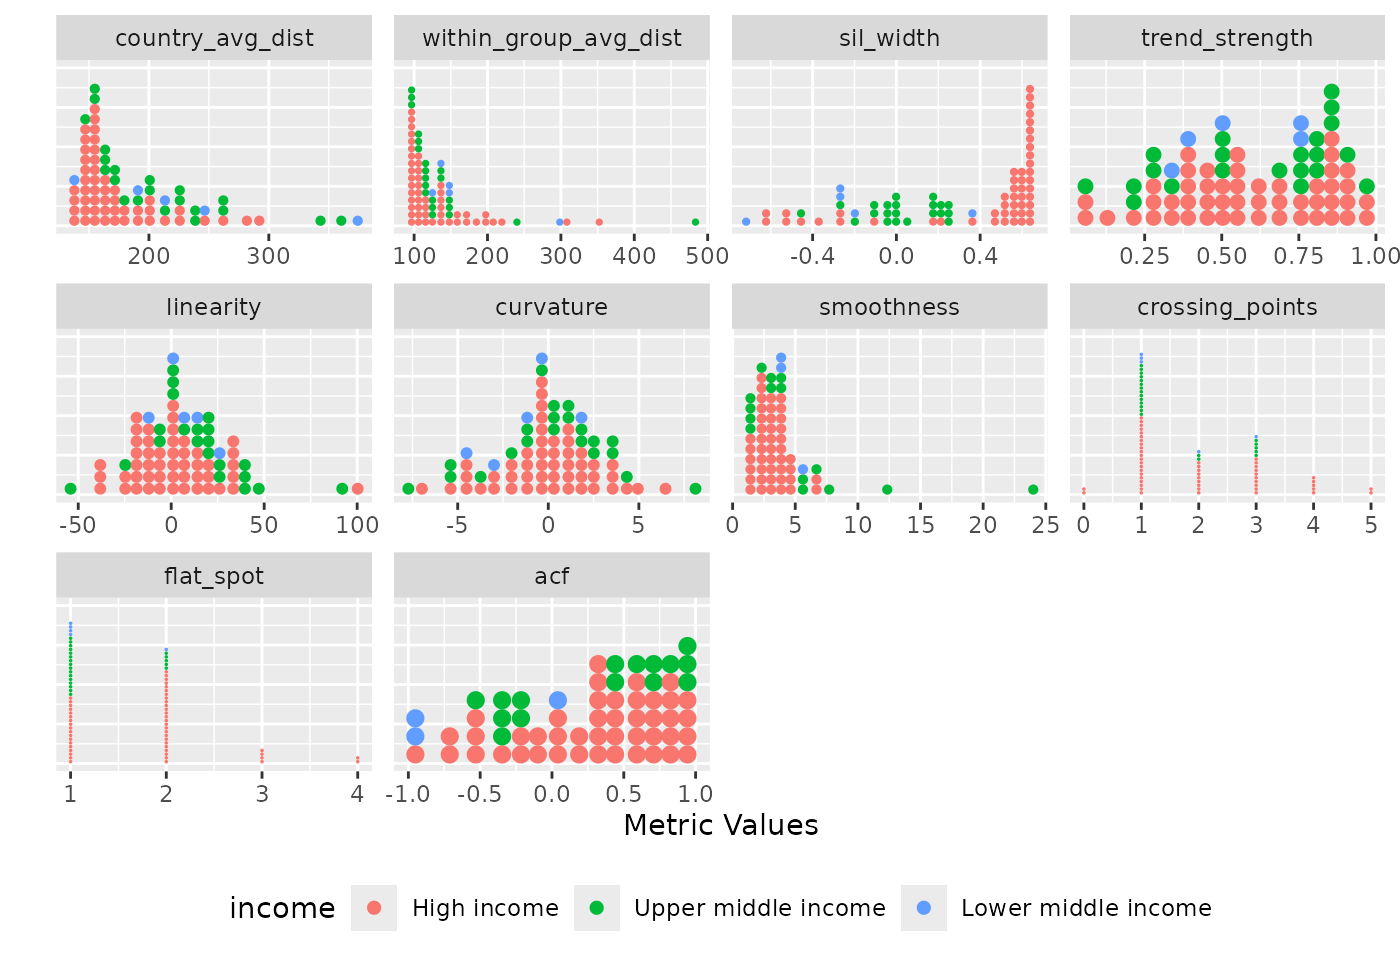 country_avg_dist within_group_avg_dist sil_width trend_strength
200 300 100 200 300 400 500 -0.4 0.0 0.4 0.25 0.50 0.75 1.00
linearity curvature smoothness crossing_points
-50 0 50 100 -5 0 5 0 5 10 15 20 25 0 1 2 3 4 5
flat_spot acf
1 2 3 4 -1.0 -0.5 0.0 0.5 1.0
Metric Values
income High income Upper middle income Lower middle income